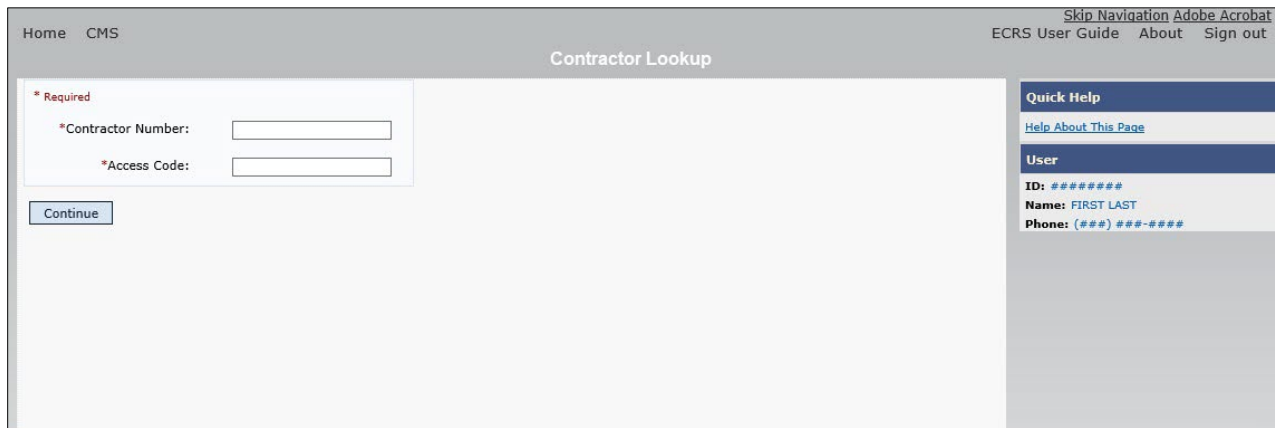 Skip Navigation Adobe Acrobat
Home CMS ECRS User Guide About Sign out
Contractor Lookup
* Required
*Contractor Number:
*Access Code:
Continue
Quick Help
Help About This Page
User
ID: ########
Name: FIRST LAST
Phone: (###) ###-####